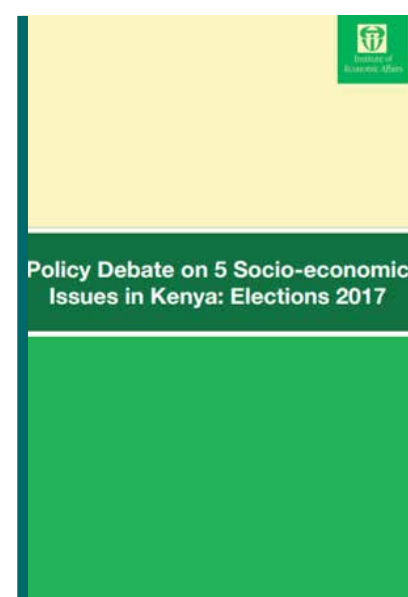 Institute of
Economic Affairs
Policy Debate on 5 Socio-economic
Issues in Kenya: Elections 2017